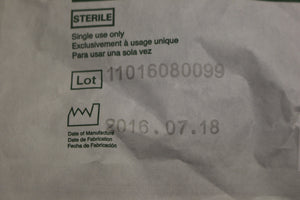 STERILE
Single use only
Exclusivement à usage unique
Para usar una sola vez
Lot 11016080099
2016.07.18
Date of Manufacture
Date de Fabrication
Fecha de Fabricación